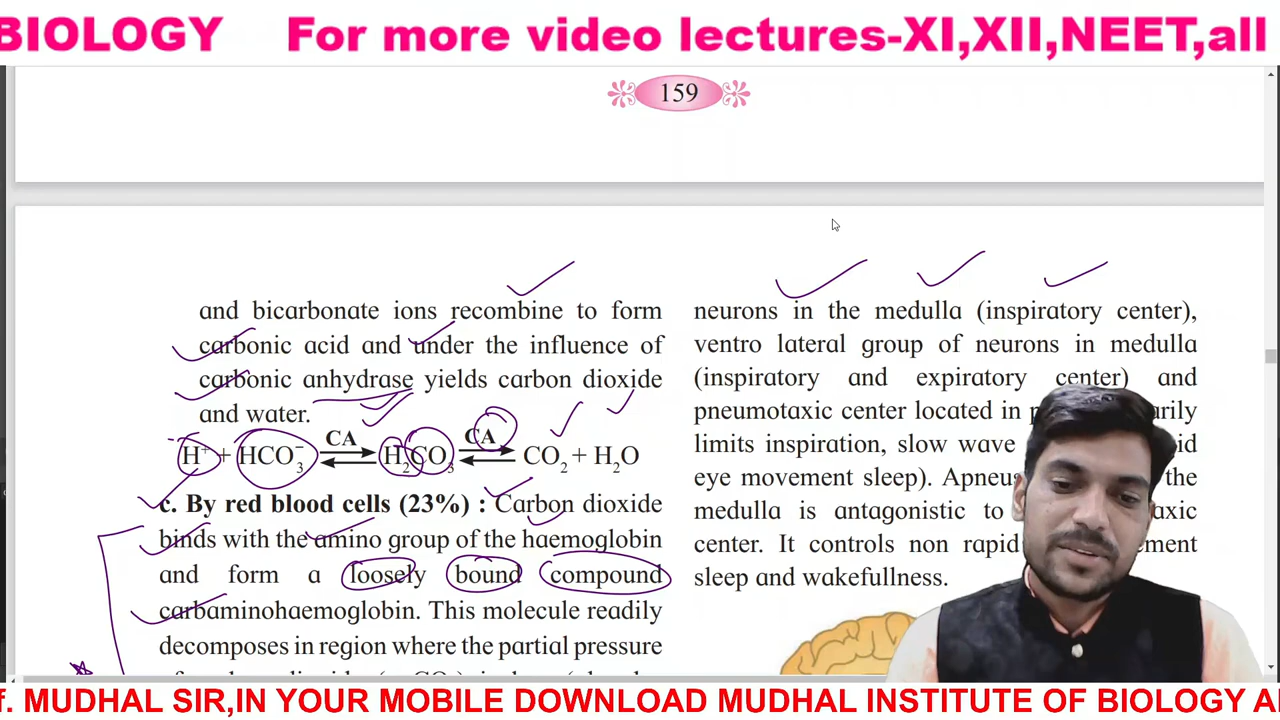 BIOLOGY For more video lectures-XI,XII,NEET,all
159
and bicarbonate ions recombine to form
carbonic acid and under the influence of
carbonic anhydrase yields carbon dioxide
and water.
H⁺ + HCO₃⁻ CA ⇌ H₂CO₃ CA ⇌ CO₂ + H₂O
c. By red blood cells (23%) : Carbon dioxide
binds with the amino group of the haemoglobin
and form a loosely bound compound
carbaminohaemoglobin. This molecule readily
decomposes in region where the partial pressure
neurons in the medulla (inspiratory center),
ventro lateral group of neurons in medulla
(inspiratory and expiratory center) and
pneumotaxic center located in
limits inspiration, slow wave
eye movement sleep). the
medulla is antagonistic to
center. It controls non
sleep and wakefullness.
f. MUDHAL SIR,IN YOUR MOBILE DOWNLOAD MUDHAL INSTITUTE OF BIOLOGY